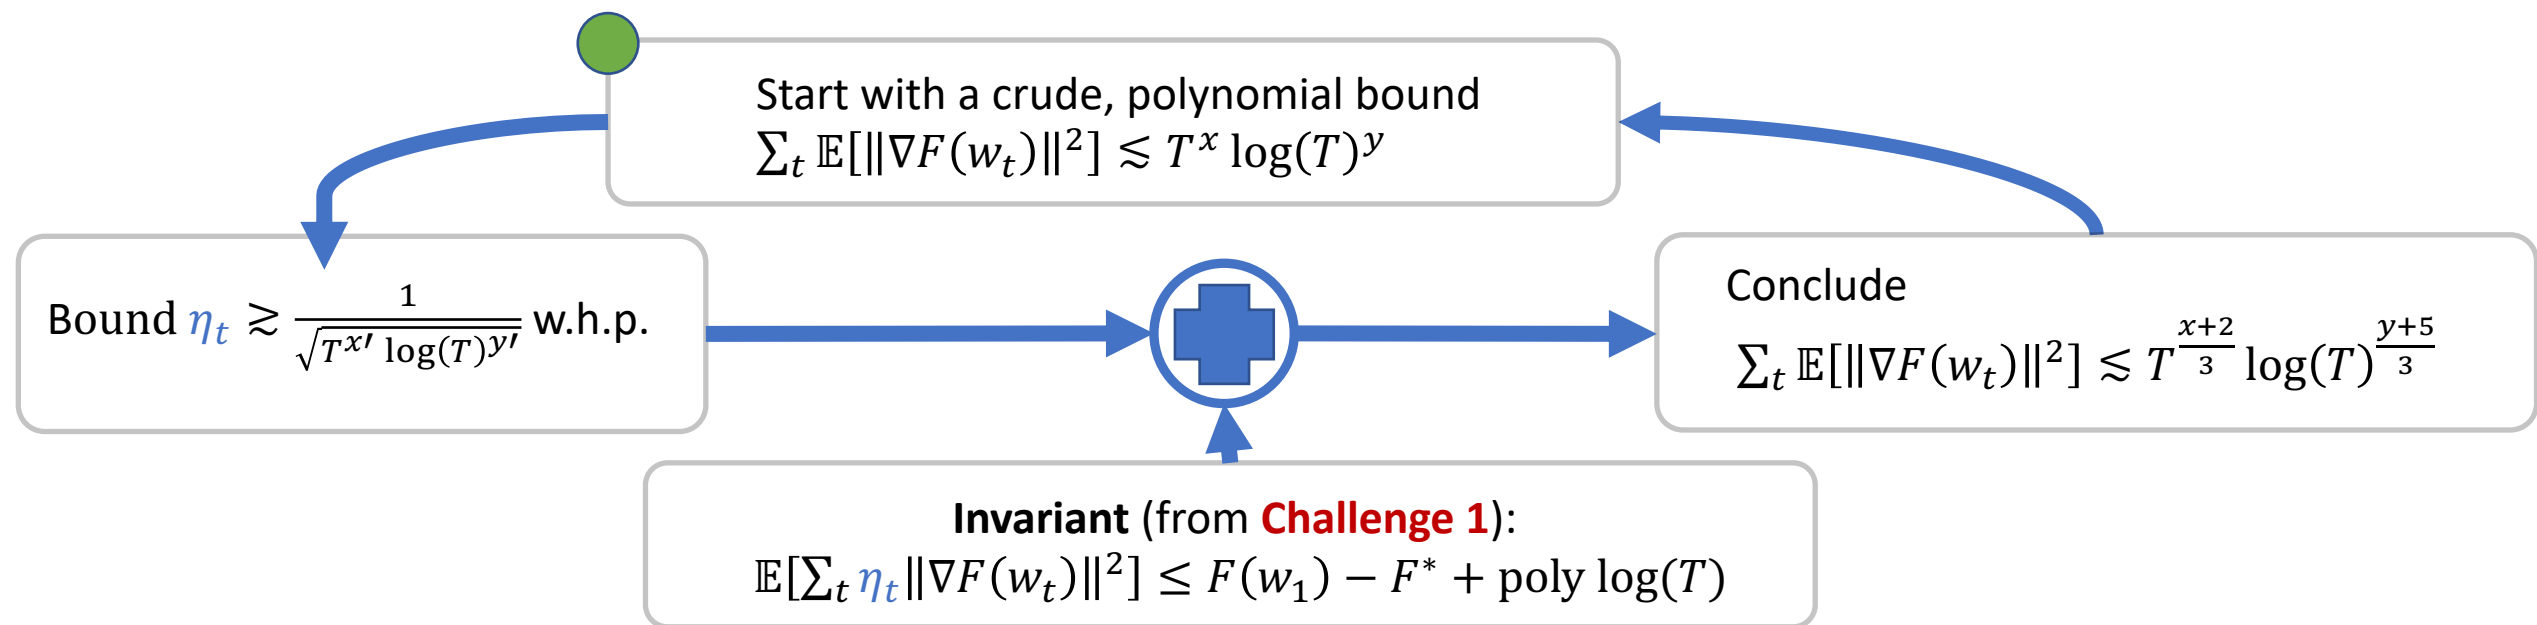 Start with a crude, polynomial bound
∑ₜ 𝔼[‖∇F(wₜ)‖²] ≲ Tˣ log(T)ʸ
Bound ηₜ ≳ 1/√(T^{x′} log(T)^{y′}) w.h.p.
Conclude
∑ₜ 𝔼[‖∇F(wₜ)‖²] ≲ T^{(x+2)/3} log(T)^{(y+5)/3}
Invariant (from Challenge 1):
𝔼[∑ₜ ηₜ‖∇F(wₜ)‖²] ≤ F(w₁) − F* + poly log(T)